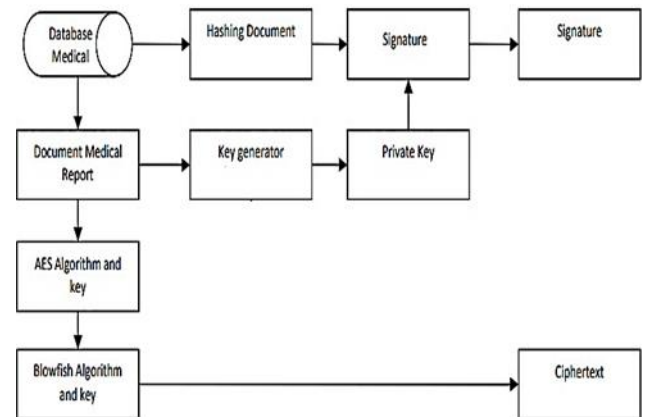 Database
Medical
Hashing Document
Signature
Signature
Document Medical
Report
Key generator
Private Key
AES Algorithm and
key
Blowfish Algorithm
and key
Ciphertext